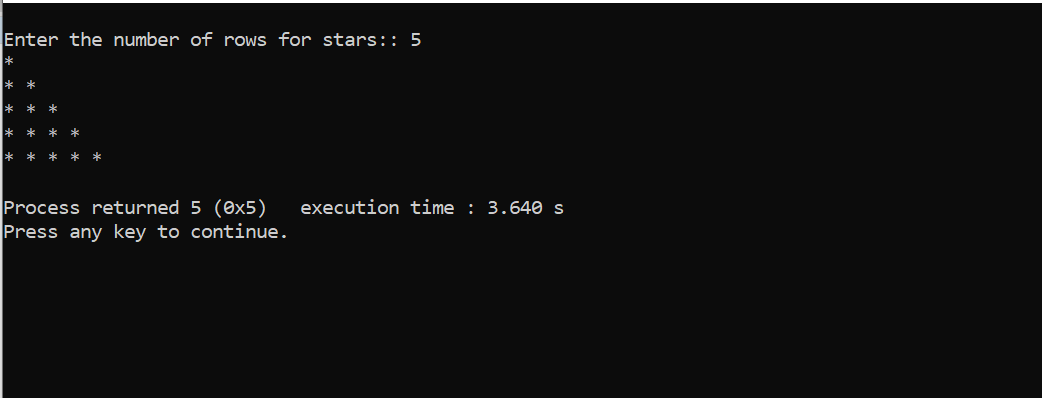 Enter the number of rows for stars:: 5
*
* *
* * *
* * * *
* * * * *
Process returned 5 (0x5)   execution time : 3.640 s
Press any key to continue.